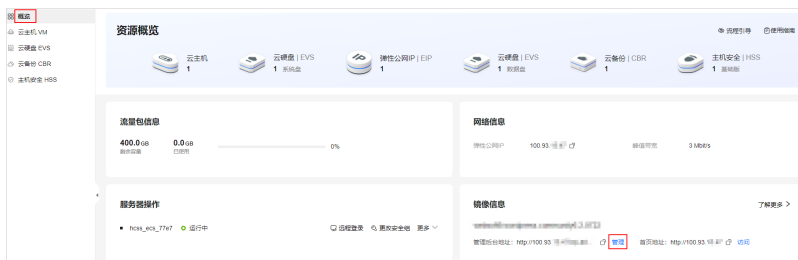 概览
云主机 VM
云硬盘 EVS
云备份 CBR
主机安全 HSS
资源概览
流程引导 使用指南
云主机 云硬盘 | EVS 弹性公网IP | EIP 云硬盘 | EVS 云备份 | CBR 主机安全 | HSS
1 1 系统盘 1 1 数据盘 1 1 基础版
流量包信息
400.0 GB 0.0 GB 0%
剩余容量 已使用
网络信息
弹性公网IP 100.93. 峰值带宽 3 Mbit/s
服务器操作
hcss_ecs_77e7 运行中 远程登录 更改安全组 更多
镜像信息 了解更多 >
管理后台地址: http://100.93 管理 首页地址: http://100.93 访问